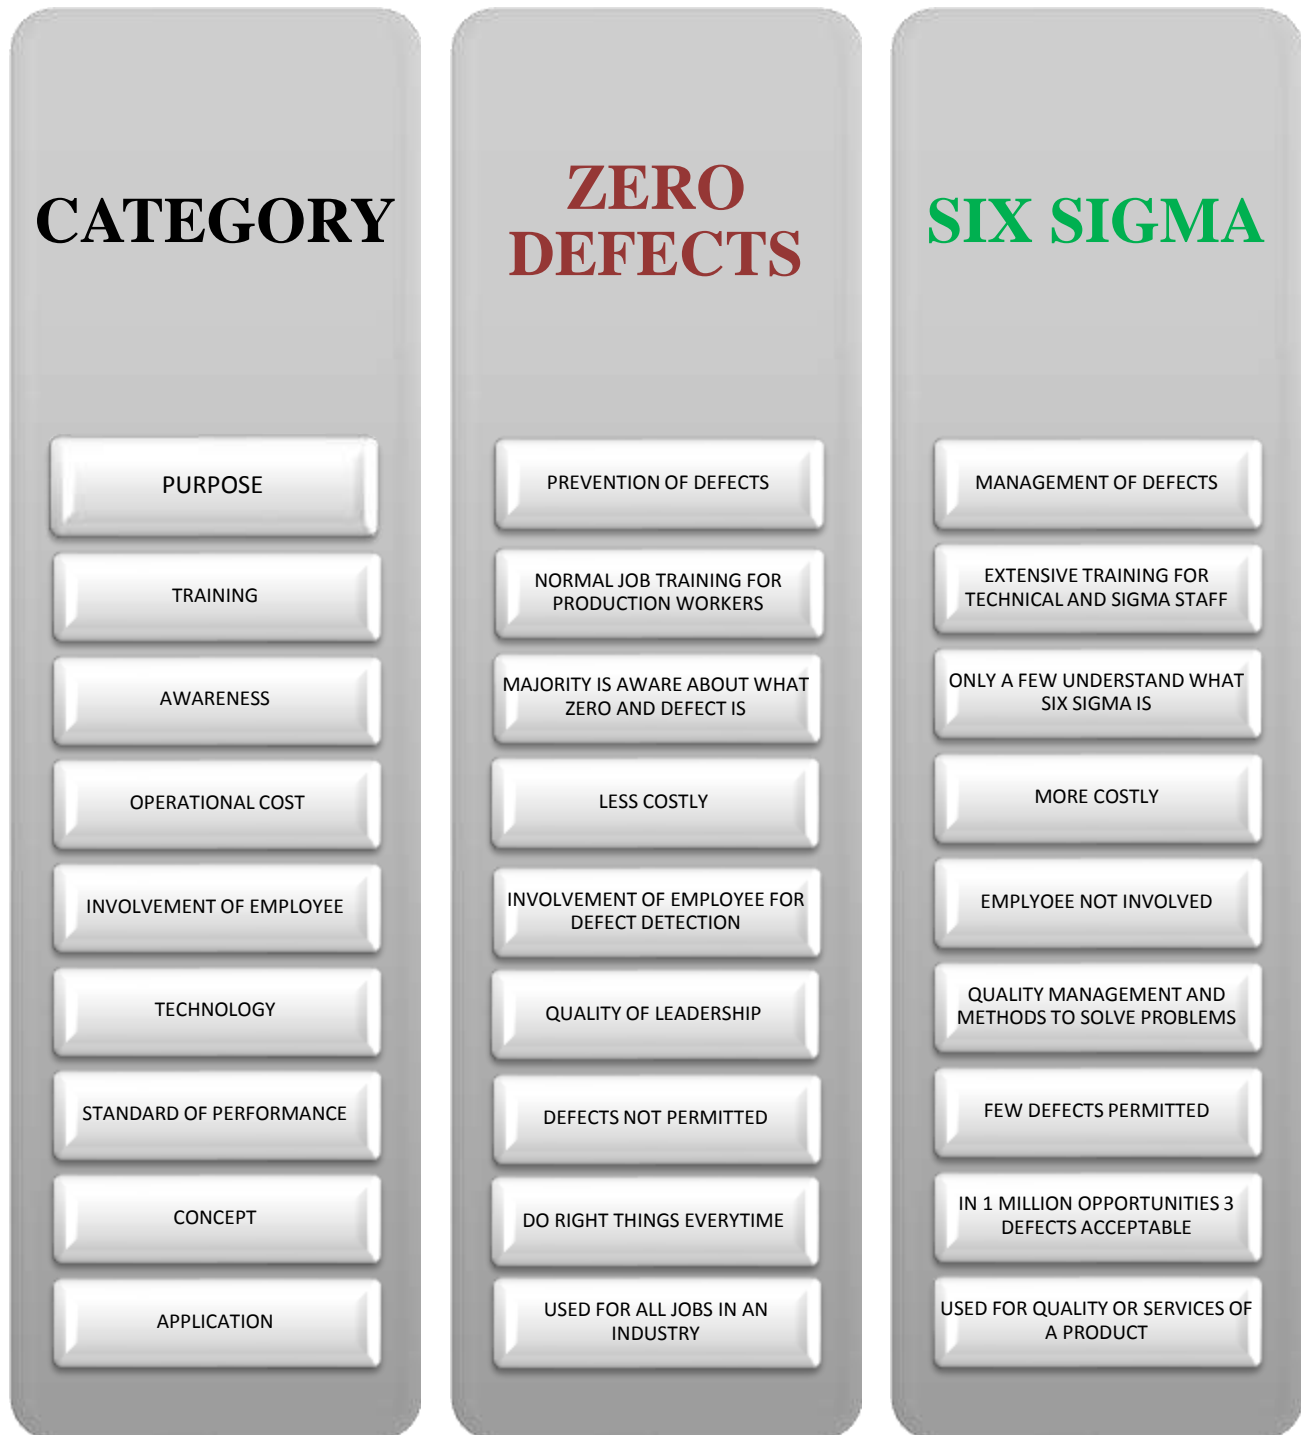 CATEGORY
ZERO
DEFECTS
SIX SIGMA
PURPOSE
PREVENTION OF DEFECTS
MANAGEMENT OF DEFECTS
TRAINING
NORMAL JOB TRAINING FOR
PRODUCTION WORKERS
EXTENSIVE TRAINING FOR
TECHNICAL AND SIGMA STAFF
AWARENESS
MAJORITY IS AWARE ABOUT WHAT
ZERO AND DEFECT IS
ONLY A FEW UNDERSTAND WHAT
SIX SIGMA IS
OPERATIONAL COST
LESS COSTLY
MORE COSTLY
INVOLVEMENT OF EMPLOYEE
INVOLVEMENT OF EMPLOYEE FOR
DEFECT DETECTION
EMPLYOEE NOT INVOLVED
TECHNOLOGY
QUALITY OF LEADERSHIP
QUALITY MANAGEMENT AND
METHODS TO SOLVE PROBLEMS
STANDARD OF PERFORMANCE
DEFECTS NOT PERMITTED
FEW DEFECTS PERMITTED
CONCEPT
DO RIGHT THINGS EVERYTIME
IN 1 MILLION OPPORTUNITIES 3
DEFECTS ACCEPTABLE
APPLICATION
USED FOR ALL JOBS IN AN
INDUSTRY
USED FOR QUALITY OR SERVICES OF
A PRODUCT